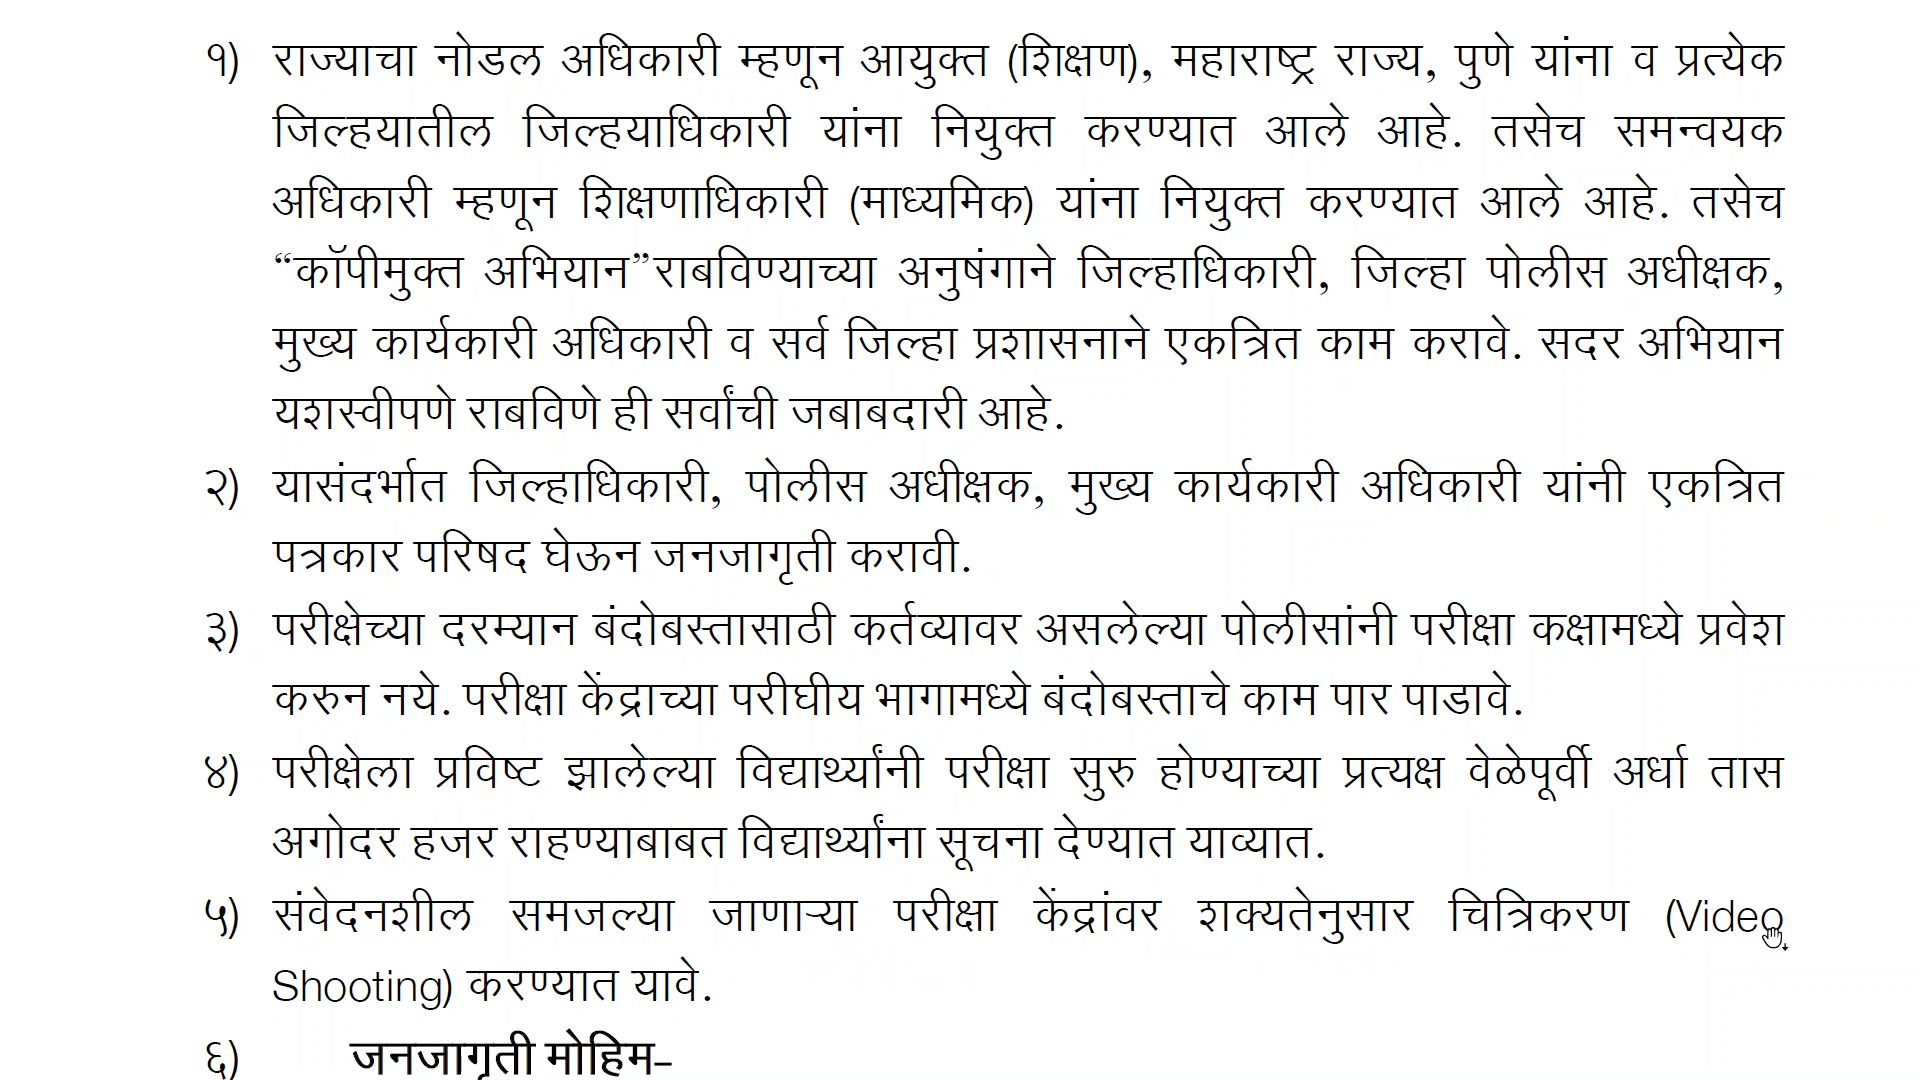 १) राज्याचा नोडल अधिकारी म्हणून आयुक्त (शिक्षण), महाराष्ट्र राज्य, पुणे यांना व प्रत्येक
जिल्हयातील जिल्हयाधिकारी यांना नियुक्त करण्यात आले आहे. तसेच समन्वयक
अधिकारी म्हणून शिक्षणाधिकारी (माध्यमिक) यांना नियुक्त करण्यात आले आहे. तसेच
“कॉपीमुक्त अभियान”राबविण्याच्या अनुषंगाने जिल्हाधिकारी, जिल्हा पोलीस अधीक्षक,
मुख्य कार्यकारी अधिकारी व सर्व जिल्हा प्रशासनाने एकत्रित काम करावे. सदर अभियान
यशस्वीपणे राबविणे ही सर्वांची जबाबदारी आहे.
२) यासंदर्भात जिल्हाधिकारी, पोलीस अधीक्षक, मुख्य कार्यकारी अधिकारी यांनी एकत्रित
पत्रकार परिषद घेऊन जनजागृती करावी.
३) परीक्षेच्या दरम्यान बंदोबस्तासाठी कर्तव्यावर असलेल्या पोलीसांनी परीक्षा कक्षामध्ये प्रवेश
करुन नये. परीक्षा केंद्राच्या परीघीय भागामध्ये बंदोबस्ताचे काम पार पाडावे.
४) परीक्षेला प्रविष्ट झालेल्या विद्यार्थ्यांनी परीक्षा सुरु होण्याच्या प्रत्यक्ष वेळेपूर्वी अर्धा तास
अगोदर हजर राहण्याबाबत विद्यार्थ्यांना सूचना देण्यात याव्यात.
५) संवेदनशील समजल्या जाणाऱ्या परीक्षा केंद्रांवर शक्यतेनुसार चित्रिकरण (Video
Shooting) करण्यात यावे.
६) जनजागृती मोहिम–